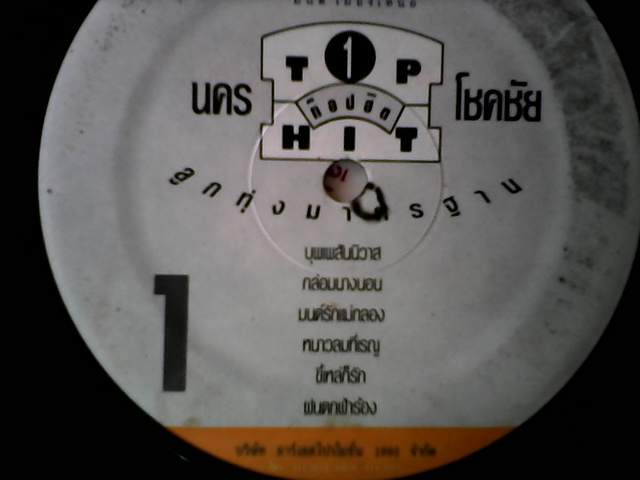 TOP
1
นคร
โชคชัย
ท็อปฮิต
HIT
ลูกทุ่งมาตรฐาน
บุพเพสันนิวาส
กล่อมนางนอน
มนต์รักแม่กลอง
หนาวลมที่เรณู
ขี้เหล่ก็รัก
ฝนตกฟ้าร้อง
1